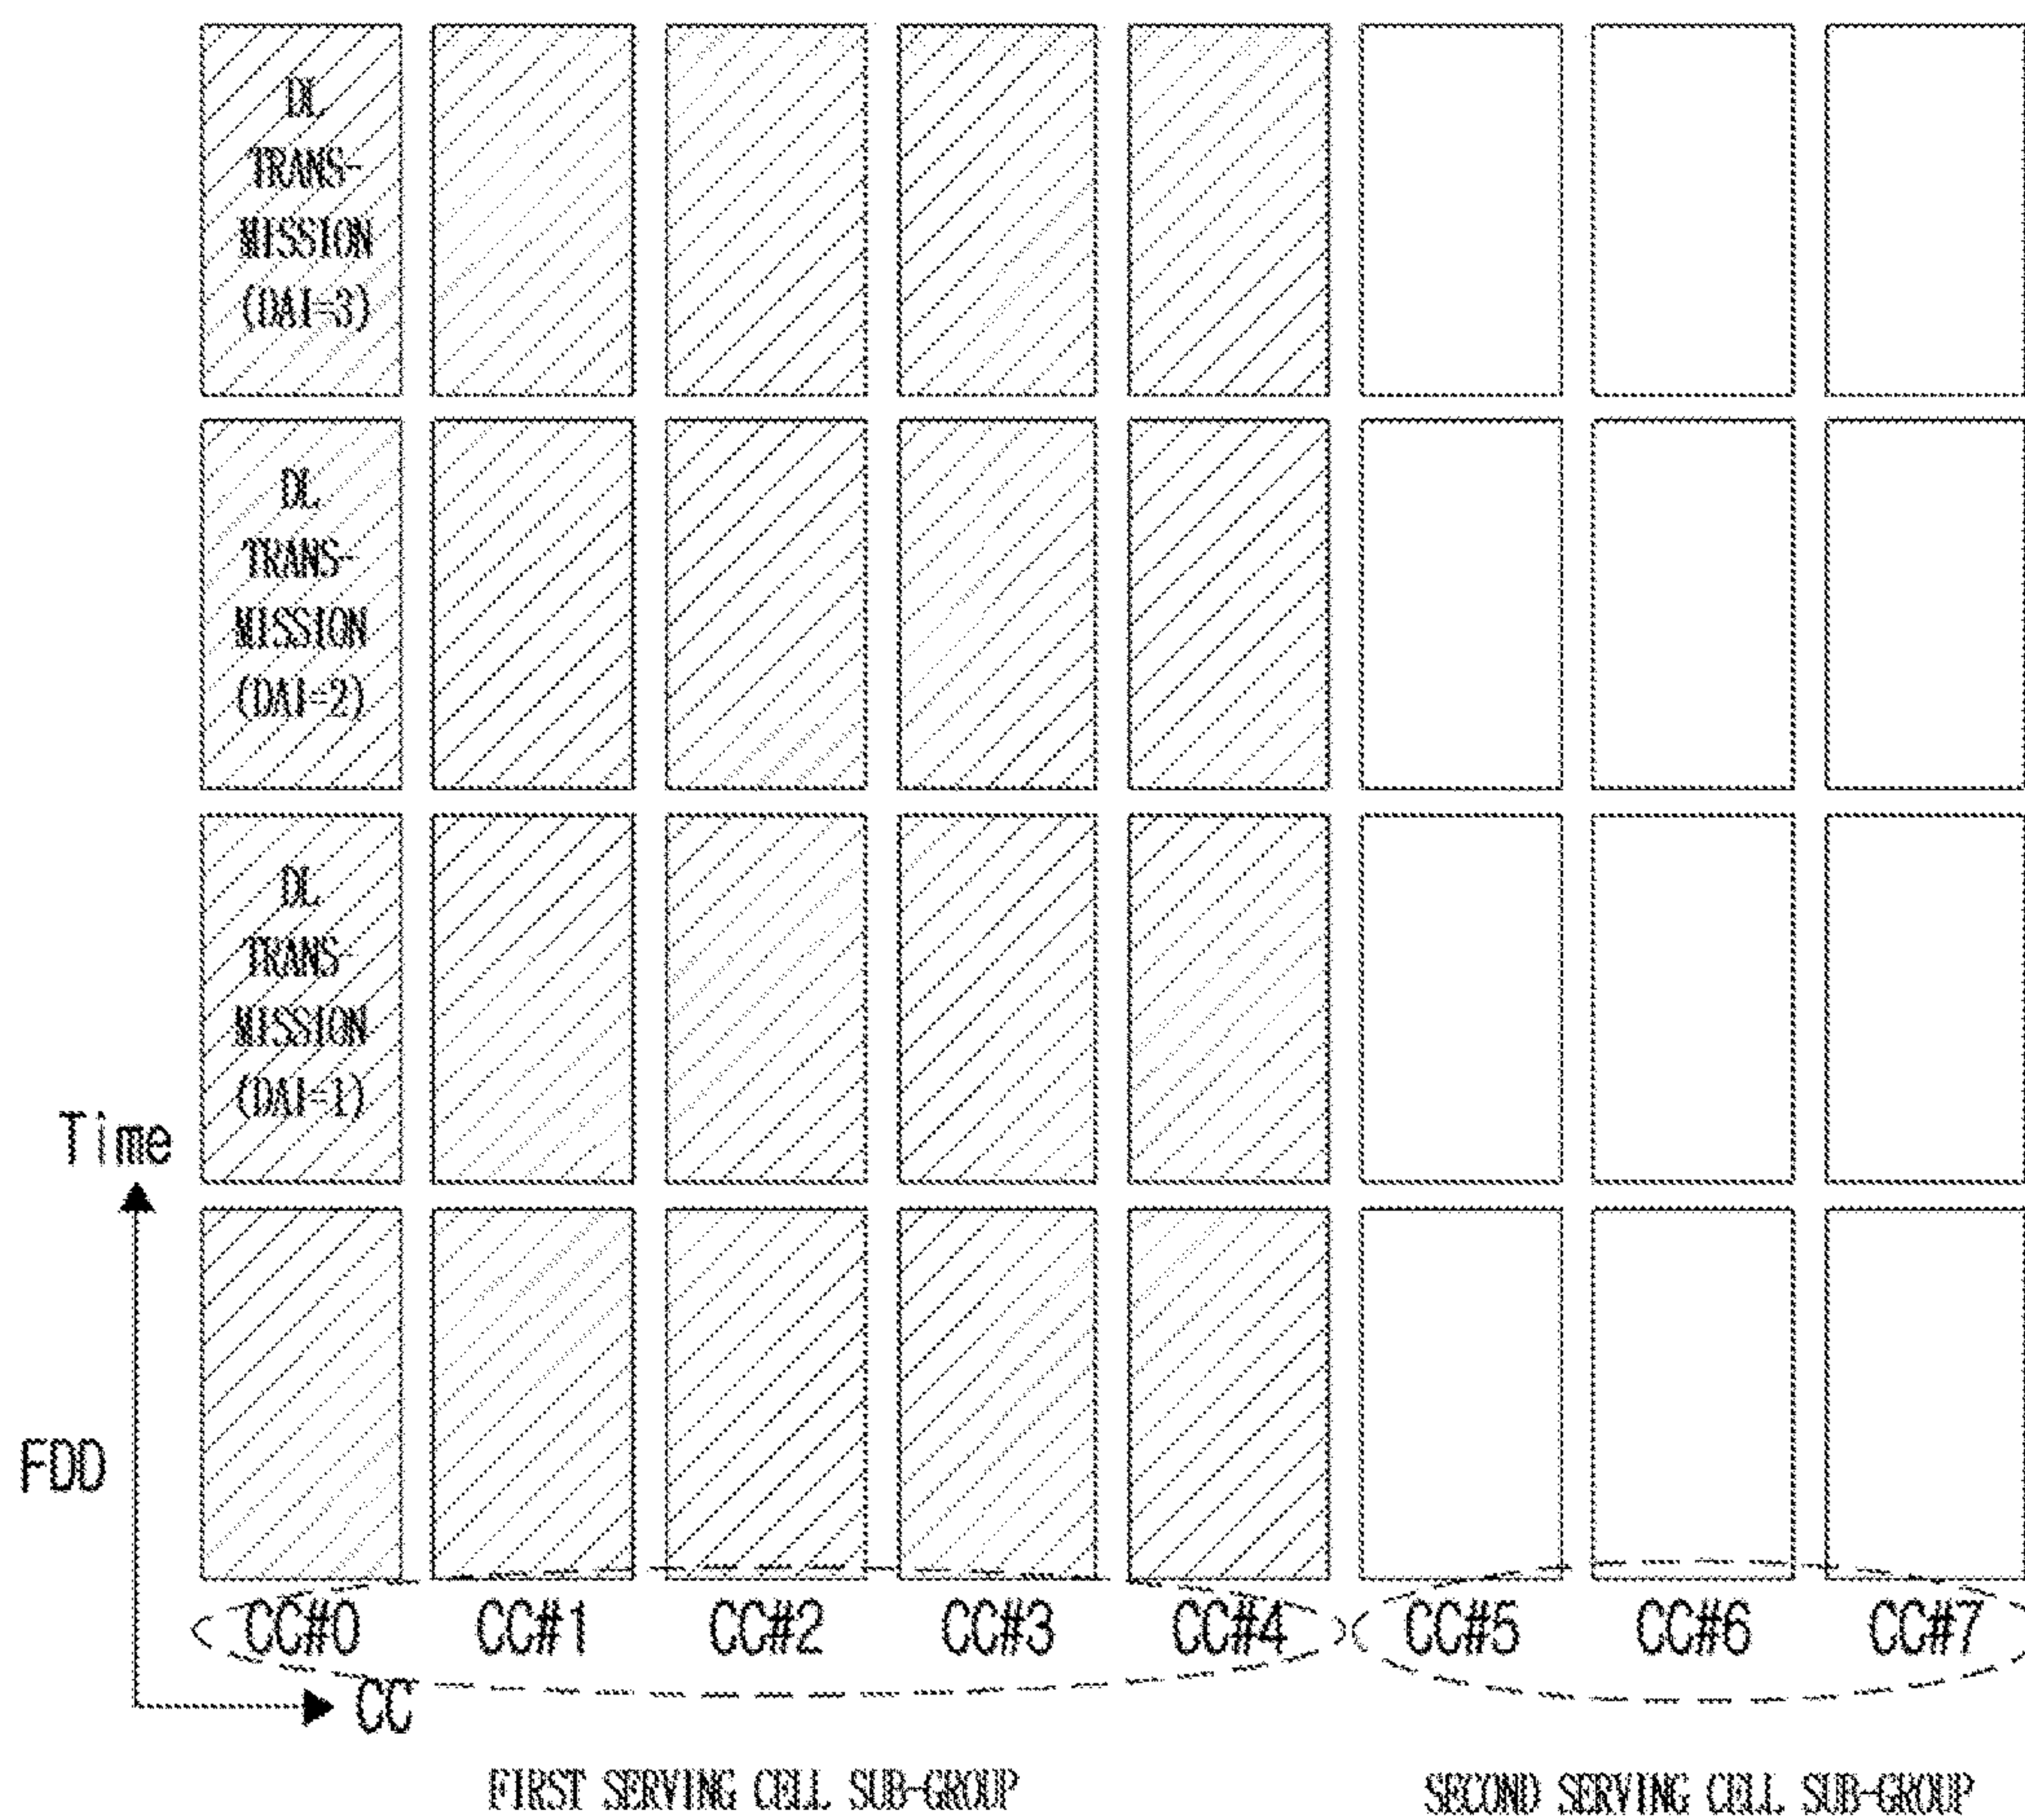 DL
TRANS-
MISSION
(DAI=3)
DL
TRANS-
MISSION
(DAI=2)
DL
TRANS-
MISSION
(DAI=1)
Time
FDD
CC#0 CC#1 CC#2 CC#3 CC#4 CC#5 CC#6 CC#7
CC
FIRST SERVING CELL SUB-GROUP SECOND SERVING CELL SUB-GROUP